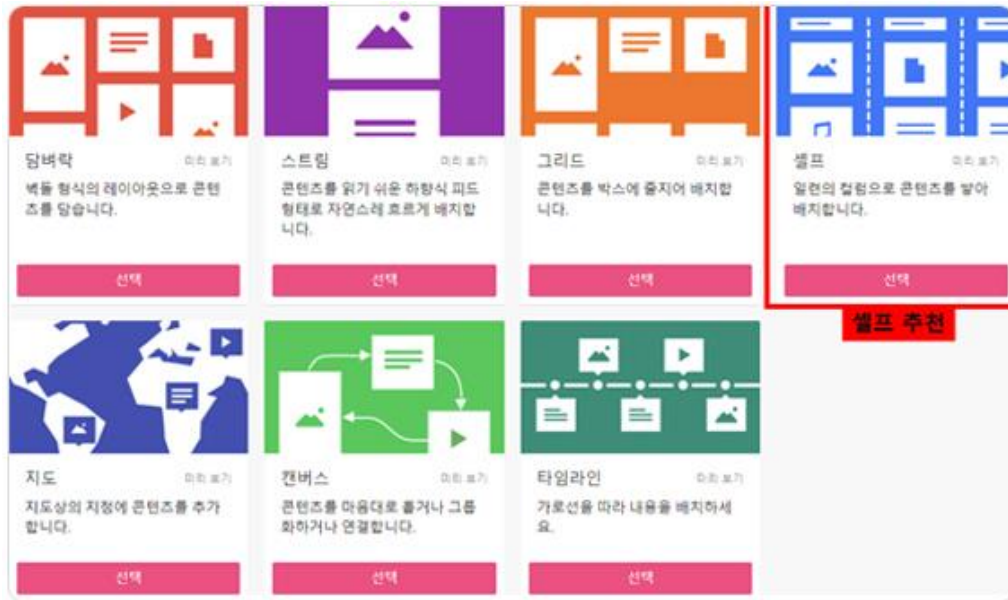 담벼락 미리 보기
벽돌 형식의 레이아웃으로 콘텐
츠를 담습니다.
선택
스트림 미리 보기
콘텐츠를 읽기 쉬운 하향식 피드
형태로 자연스레 흐르게 배치합
니다.
선택
그리드 미리 보기
콘텐츠를 박스에 줄지어 배치합
니다.
선택
셸프 미리 보기
일련의 컬럼으로 콘텐츠를 쌓아
배치합니다.
선택
셀프 추천
지도 미리 보기
지도상의 지점에 콘텐츠를 추가
합니다.
선택
캔버스 미리 보기
콘텐츠를 마음대로 흩거나 그룹
화하거나 연결합니다.
선택
타임라인 미리 보기
가로선을 따라 내용을 배치하세
요.
선택